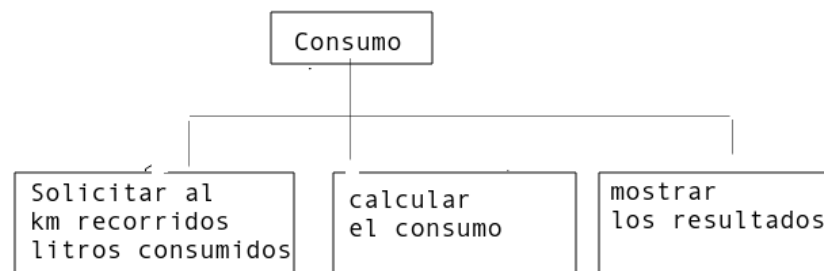 Consumo
Solicitar al
km recorridos
litros consumidos
calcular
el consumo
mostrar
los resultados